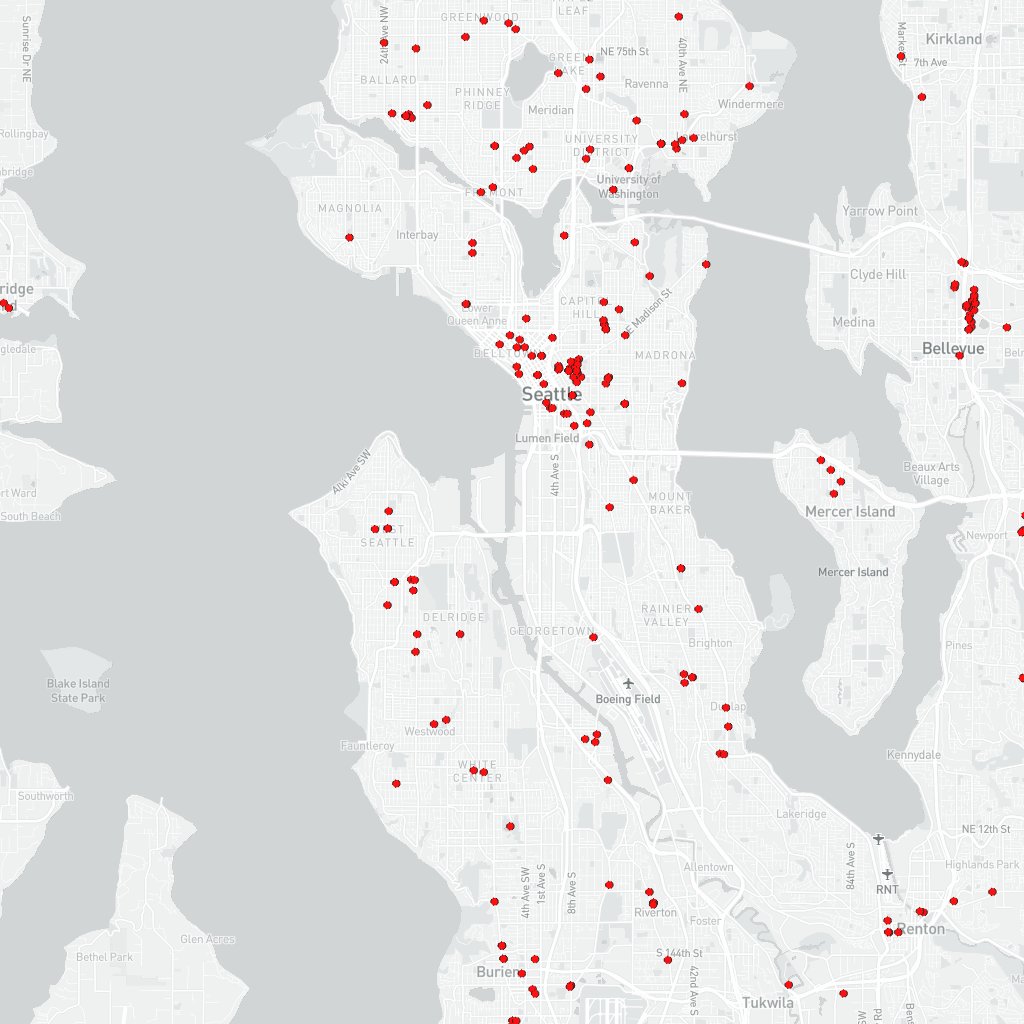 GREENWOOD
LEAF
Sunrise Dr NE
24th Ave NW
40th Ave NE
Market St
Kirkland
7th Ave
NE 75th St
GREEN
LAKE
BALLARD
PHINNEY
RIDGE
Ravenna
Meridian
Windermere
Rollingbay
UNIVERSITY
DISTRICT
Laurelhurst
University of
Washington
FREMONT
MAGNOLIA
Interbay
Yarrow Point
Clyde Hill
Medina
Bellevue
CAPITOL
HILL
E Madison St
Lower
Queen Anne
BELLTOWN
MADRONA
Seattle
Lumen Field
4th Ave S
Alki Ave SW
Beaux Arts
Village
South Beach
MOUNT
BAKER
Mercer Island
WEST
SEATTLE
Newport
Mercer Island
DELRIDGE
RAINIER
VALLEY
GEORGETOWN
Brighton
Pines
Blake Island
State Park
Boeing Field
Dunlap
Westwood
Fauntleroy
Kennydale
WHITE
CENTER
Southworth
Lakeridge
NE 12th St
84th Ave S
Allentown
Highlands Park
RNT
4th Ave SW
1st Ave S
8th Ave S
Riverton
Foster
Renton
Glen Acres
Bethel Park
S 144th St
Burien
42nd Ave S
Tukwila